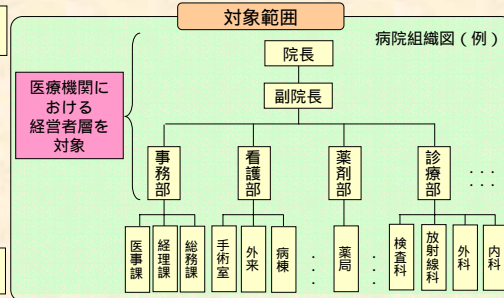 対象範囲
病院組織図（例）
院長
副院長
医療機関に
おける
経営者層を
対象
事務部
看護部
薬剤部
診療部
・・・
・・・
医事課
経理課
総務課
手術室
外来
病棟
・・・
薬局
・・・
検査科
放射線科
外科
内科